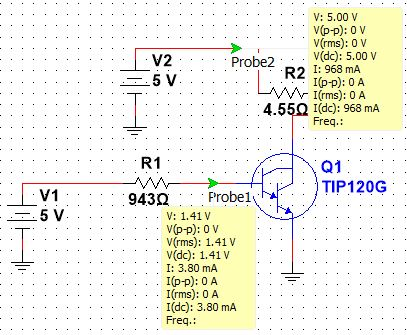 V: 5.00 V
V(p-p): 0 V
V(rms): 0 V
V(dc): 5.00 V
I: 968 mA
I(p-p): 0 A
I(rms): 0 A
I(dc): 968 mA
Freq.:
V2
5 V
Probe2
R2
4.55Ω
Q1
TIP120G
R1
943Ω
Probe1
V1
5 V
V: 1.41 V
V(p-p): 0 V
V(rms): 1.41 V
V(dc): 1.41 V
I: 3.80 mA
I(p-p): 0 A
I(rms): 0 A
I(dc): 3.80 mA
Freq.: